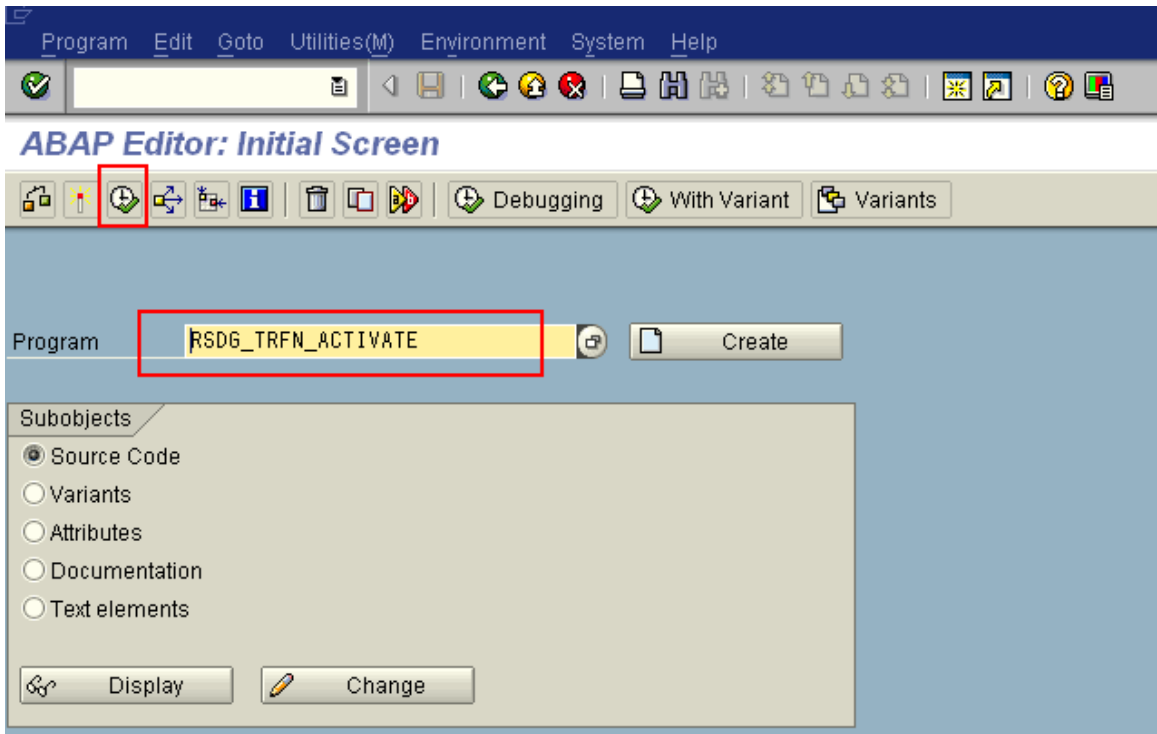 Program Edit Goto Utilities(M) Environment System Help
ABAP Editor: Initial Screen
Debugging With Variant Variants
Program RSDG_TRFN_ACTIVATE Create
Subobjects
Source Code
Variants
Attributes
Documentation
Text elements
Display Change